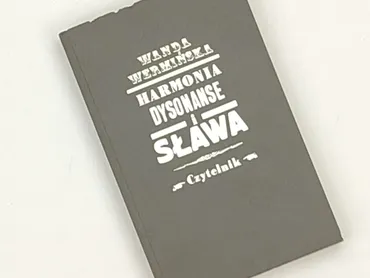 WANDA
WERMIŃSKA
HARMONIA
DYSONANSE
I
SŁAWA
Czytelnik